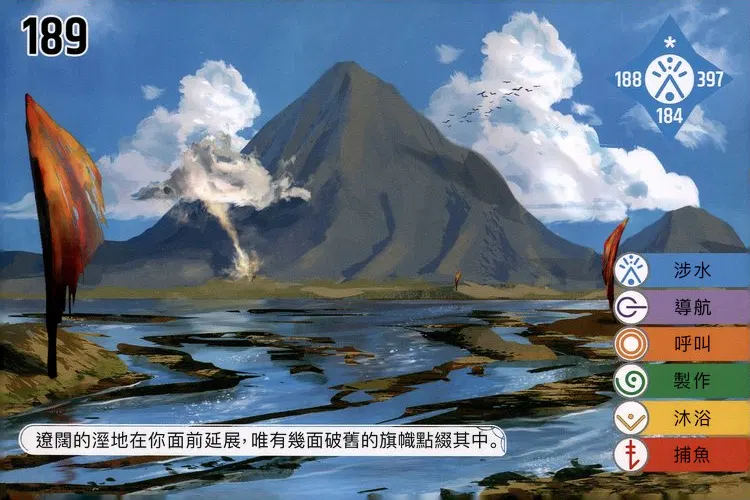 189
*
188 397
184
涉水
導航
呼叫
製作
沐浴
捕魚
遼闊的溼地在你面前延展,唯有幾面破舊的旗幟點綴其中。